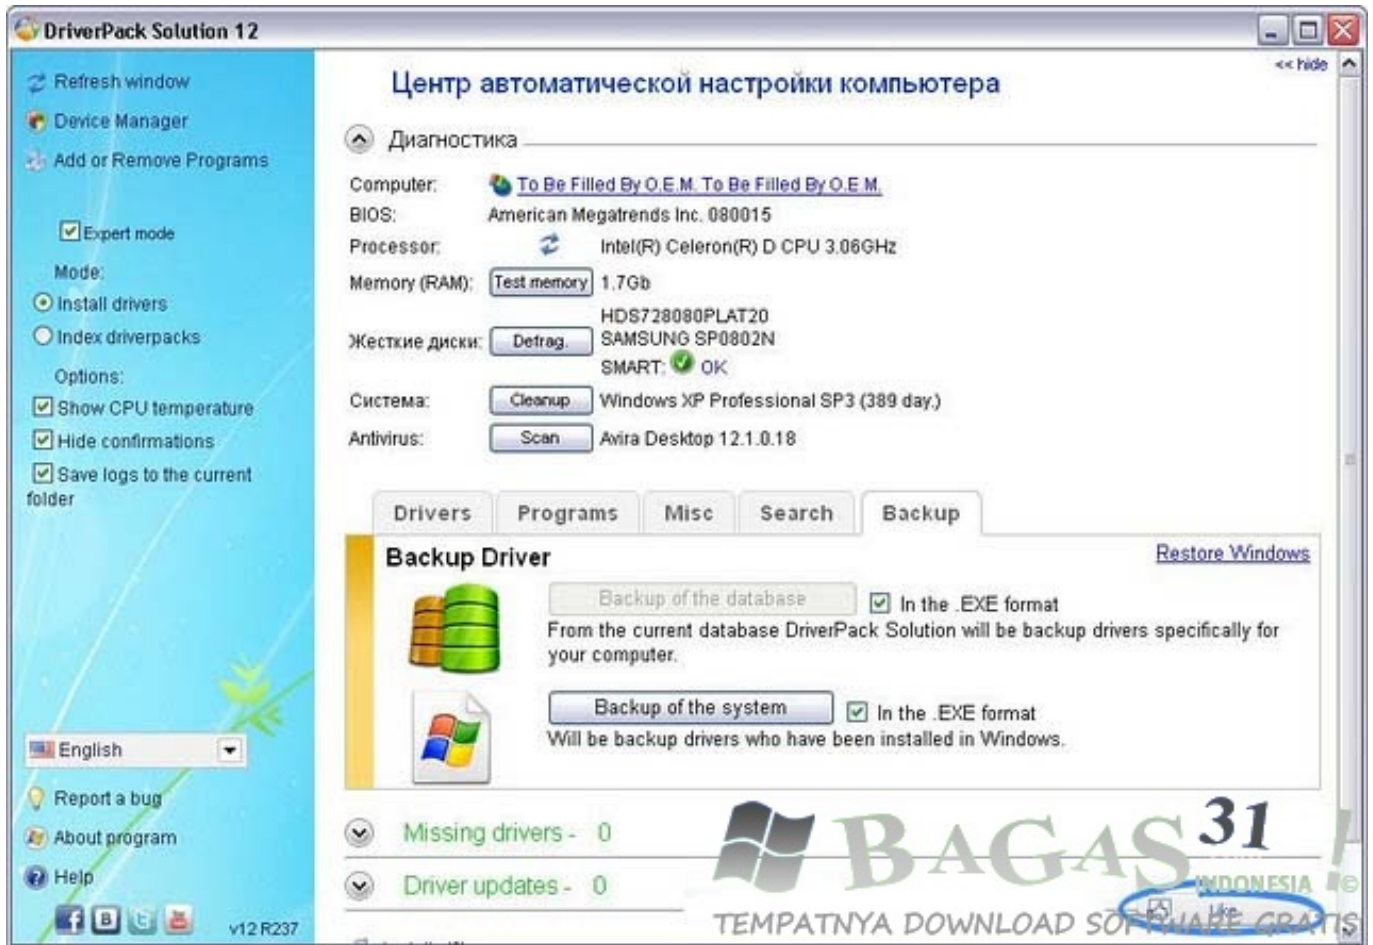 DriverPack Solution 12
Refresh window
Device Manager
Add or Remove Programs
Expert mode
Mode:
Install drivers
Index driverpacks
Options:
Show CPU temperature
Hide confirmations
Save logs to the current
folder
English
Report a bug
About program
Help
v12 R237
<< hide
Центр автоматической настройки компьютера
Диагностика
Computer: To Be Filled By O.E.M. To Be Filled By O.E.M.
BIOS: American Megatrends Inc. 080015
Processor: Intel(R) Celeron(R) D CPU 3.06GHz
Memory (RAM): Test memory 1.7Gb
HDS728080PLAT20
Жесткие диски: Defrag. SAMSUNG SP0802N
SMART: OK
Система: Cleanup Windows XP Professional SP3 (389 day.)
Antivirus: Scan Avira Desktop 12.1.0.18
Drivers Programs Misc Search Backup
Backup Driver Restore Windows
Backup of the database In the .EXE format
From the current database DriverPack Solution will be backup drivers specifically for
your computer.
Backup of the system In the .EXE format
Will be backup drivers who have been installed in Windows.
Missing drivers - 0
Driver updates - 0
BAGAS 31 !
INDONESIA ©
Like
TEMPATNYA DOWNLOAD SOFTWARE GRATIS